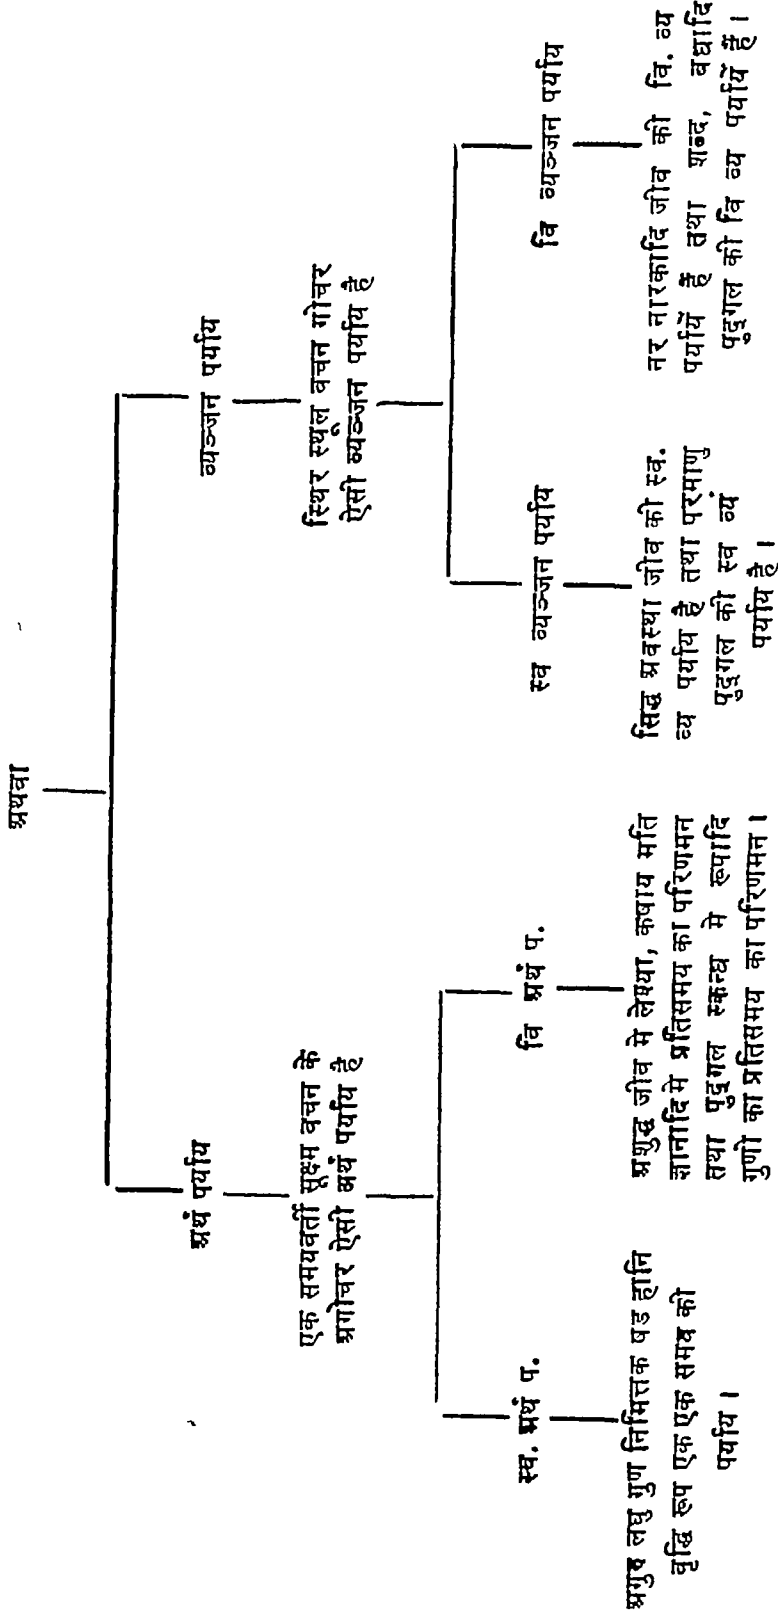 अथवा
अर्थ पर्याय
एक समयवर्ती सूक्ष्म वचन के
अगोचर ऐसी अर्थ पर्याय है
स्व. अर्थ प.
अगुरु लघु गुण निमित्तक षड हानि
वृद्धि रूप एक एक समय की
पर्याय ।
वि अर्थ प.
अशुद्ध जीव मे लेश्या, कषाय मति
ज्ञानादि मे प्रतिसमय का परिणमन
तथा पुद्गल स्कन्ध मे रूपादि
गुणो का प्रतिसमय का परिणमन ।
व्यञ्जन पर्याय
स्थिर स्थूल वचन गोचर
ऐसी व्यञ्जन पर्याय है
स्व व्यञ्जन पर्याय
सिद्ध अवस्था जीव की स्व.
व्य पर्याय है तथा परमाणु
पुद्गल की स्व व्यं
पर्याय है ।
वि व्यञ्जन पर्याय
नर नारकादि जीव की वि. व्य
पर्यायें है तथा शब्द, बधादि
पुद्गल की वि व्य पर्यायें हैं ।